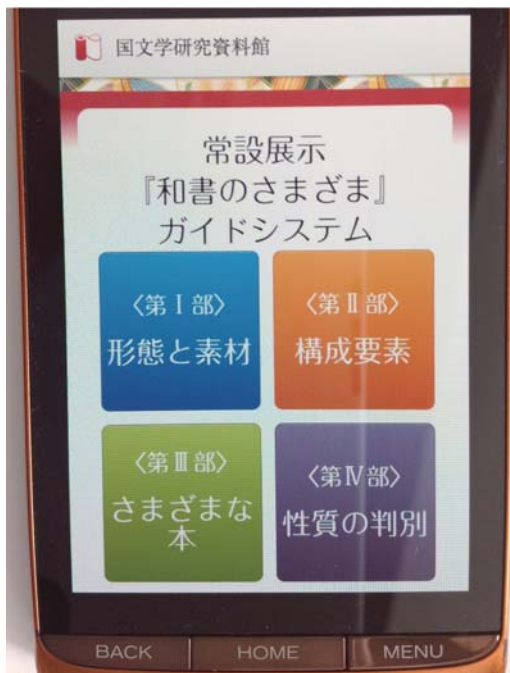 国文学研究資料館
常設展示
『和書のさまざま』
ガイドシステム
〈第Ⅰ部〉
形態と素材
〈第Ⅱ部〉
構成要素
〈第Ⅲ部〉
さまざまな
本
〈第Ⅳ部〉
性質の判別
BACK HOME MENU